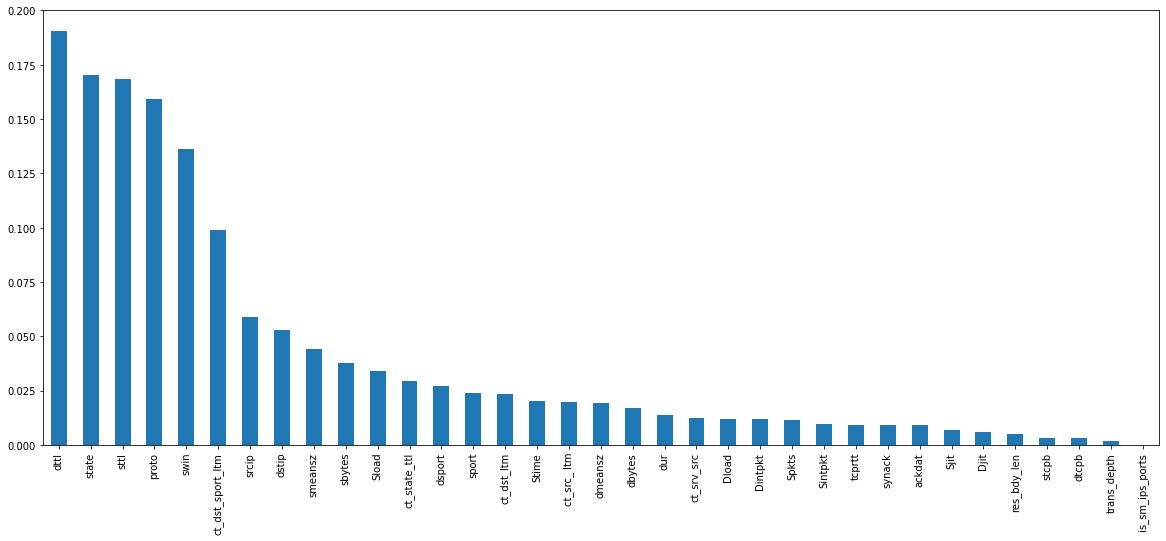 0.200
0.175
0.150
0.125
0.100
0.075
0.050
0.025
0.000
dttl
state
sttl
proto
swin
ct_dst_sport_ltm
srcip
dstip
smeansz
sbytes
Sload
ct_state_ttl
dsport
sport
ct_dst_ltm
Stime
ct_src_ ltm
dmeansz
dbytes
dur
ct_srv_src
Dload
Dintpkt
Spkts
Sintpkt
tcprtt
synack
ackdat
Sjit
Djit
res_bdy_len
stcpb
dtcpb
trans_depth
is_sm_ips_ports